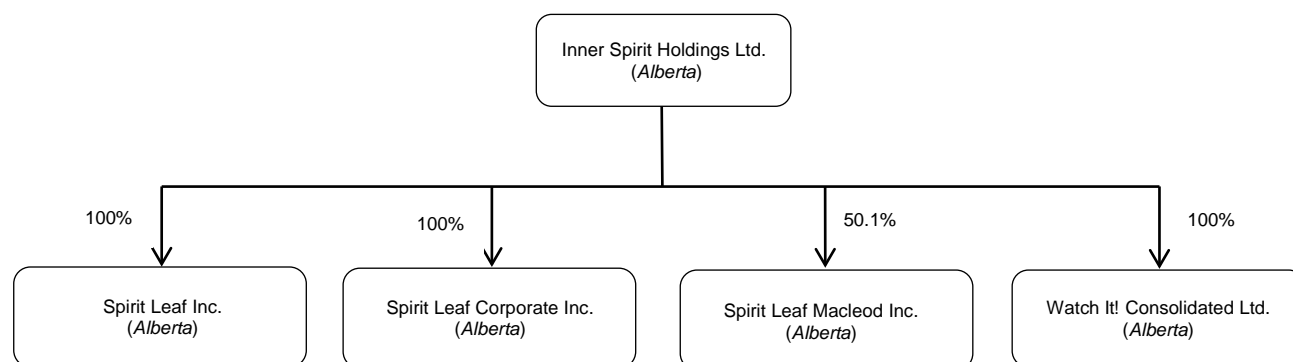 Inner Spirit Holdings Ltd.
(Alberta)
100%
100%
50.1%
100%
Spirit Leaf Inc.
(Alberta)
Spirit Leaf Corporate Inc.
(Alberta)
Spirit Leaf Macleod Inc.
(Alberta)
Watch It! Consolidated Ltd.
(Alberta)